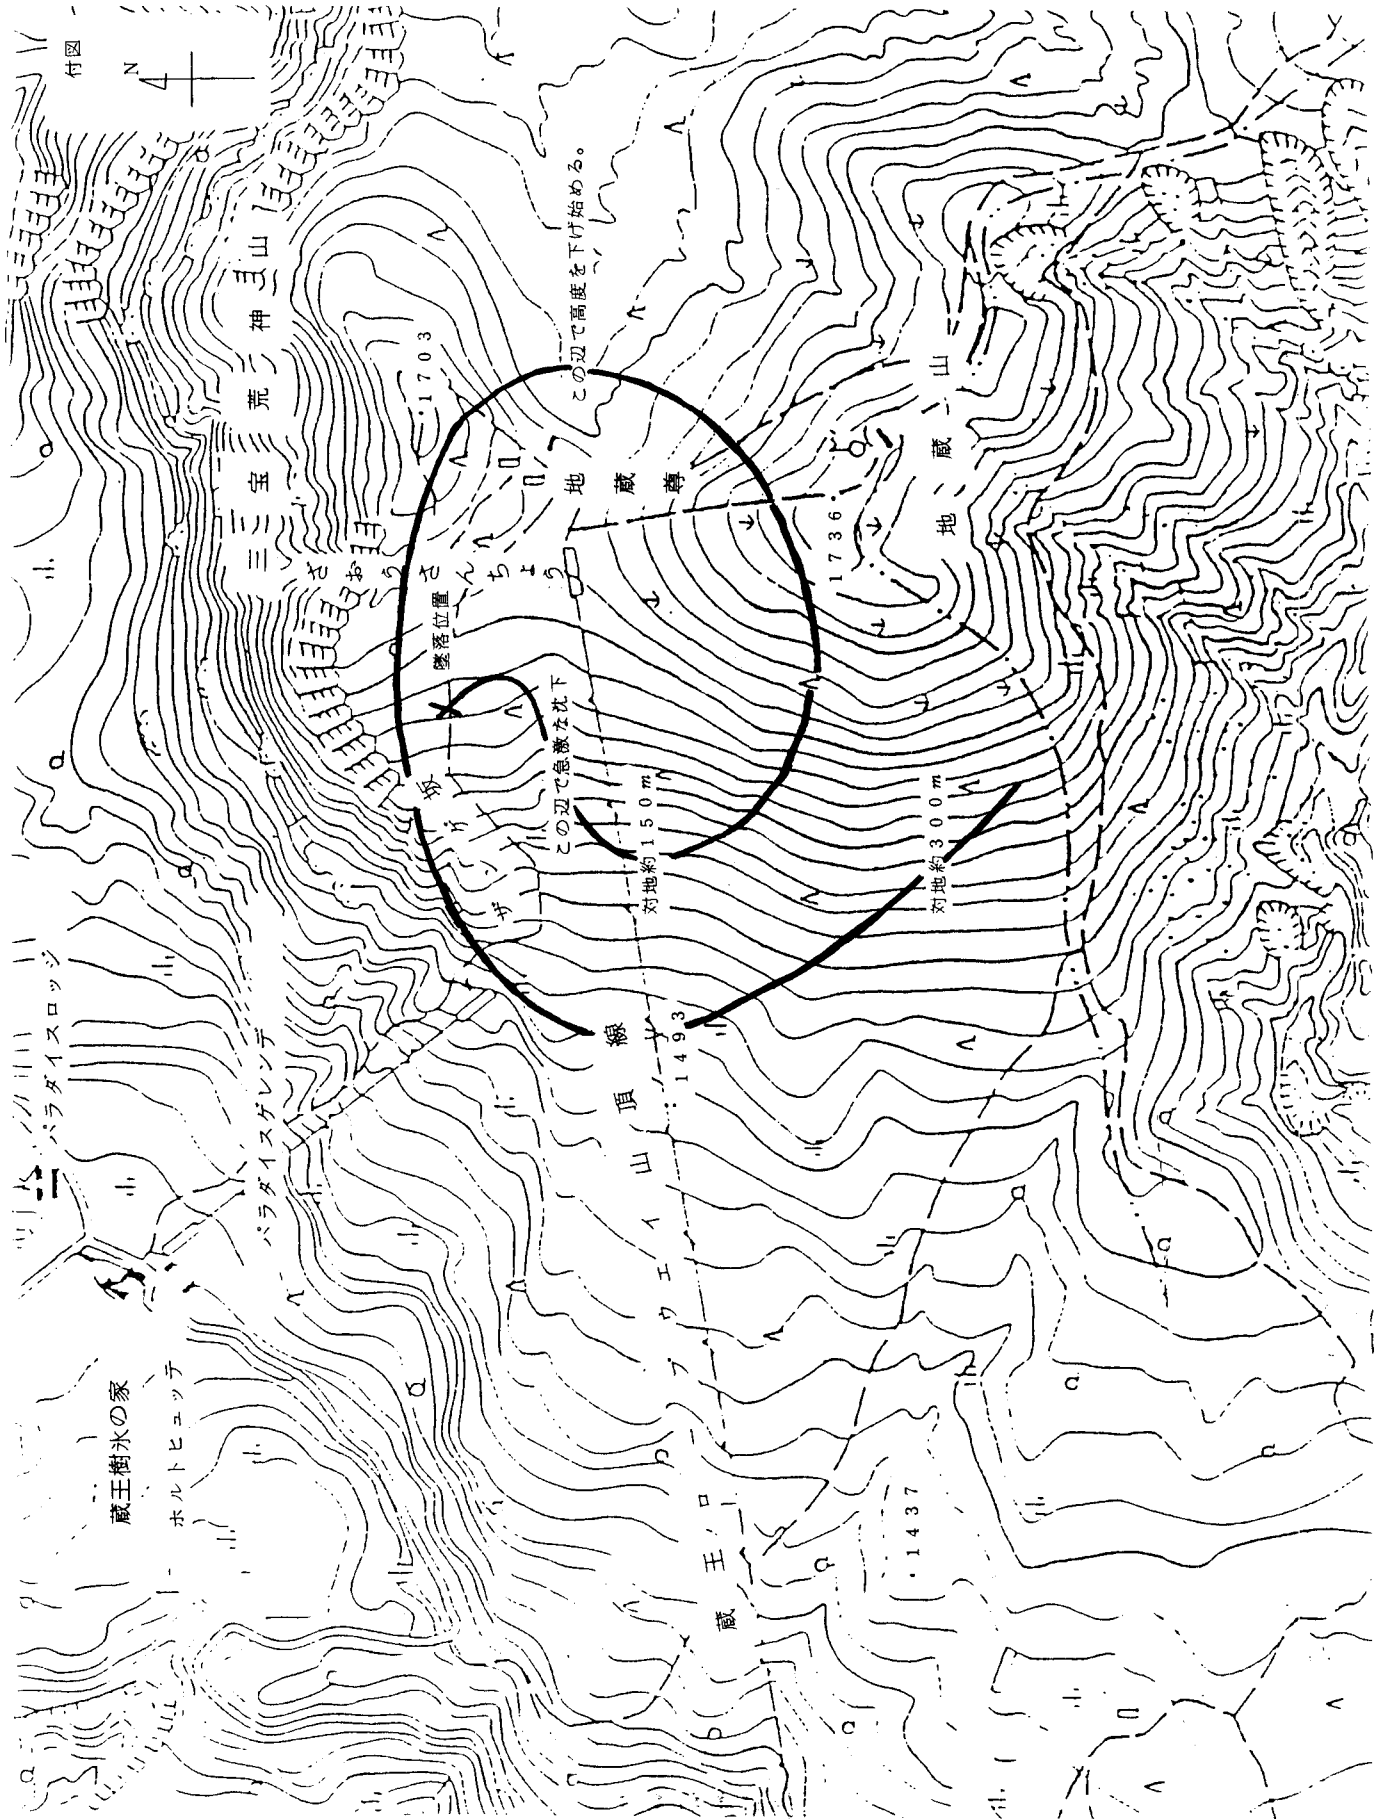 付図
N
三宝荒神山
・1703
ざおうさんちょう
墜落位置
この辺で高度を下げ始める。
地蔵尊
この辺で急激な沈下
対地約150m
対地約300m
1736
地蔵山
ザンゲ坂
パラダイスロッジ
パラダイスゲレンデ
蔵王樹氷の家
ホルトヒュッテ
蔵王ロープウェイ山頂線
1493
・1437